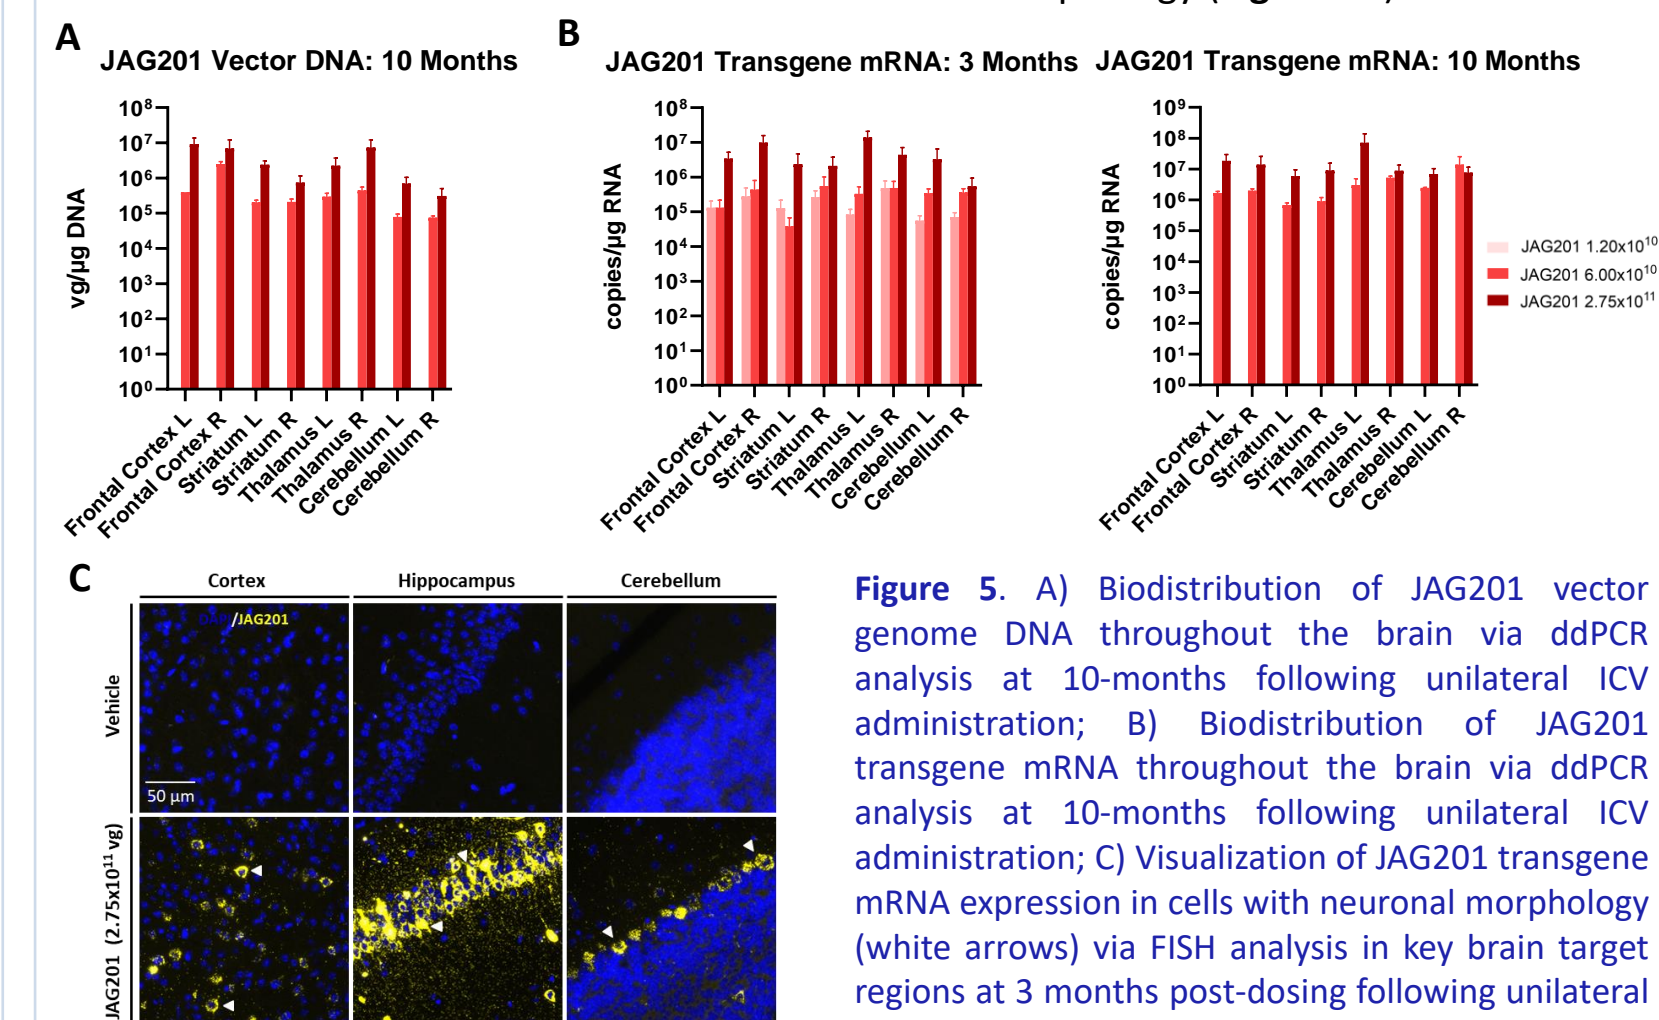 A
JAG201 Vector DNA: 10 Months
vg/µg DNA
10⁸
10⁷
10⁶
10⁵
10⁴
10³
10²
10¹
10⁰
Frontal Cortex L
Frontal Cortex R
Striatum L
Striatum R
Thalamus L
Thalamus R
Cerebellum L
Cerebellum R
B
JAG201 Transgene mRNA: 3 Months
copies/µg RNA
10⁸
10⁷
10⁶
10⁵
10⁴
10³
10²
10¹
10⁰
Frontal Cortex L
Frontal Cortex R
Striatum L
Striatum R
Thalamus L
Thalamus R
Cerebellum L
Cerebellum R
JAG201 Transgene mRNA: 10 Months
copies/µg RNA
10⁹
10⁸
10⁷
10⁶
10⁵
10⁴
10³
10²
10¹
10⁰
Frontal Cortex L
Frontal Cortex R
Striatum L
Striatum R
Thalamus L
Thalamus R
Cerebellum L
Cerebellum R
JAG201 1.20x10¹⁰
JAG201 6.00x10¹⁰
JAG201 2.75x10¹¹
C
Cortex
Hippocampus
Cerebellum
Vehicle
DAPI/JAG201
50 µm
JAG201 (2.75x10¹¹ vg)
Figure 5. A) Biodistribution of JAG201 vector
genome DNA throughout the brain via ddPCR
analysis at 10-months following unilateral ICV
administration; B) Biodistribution of JAG201
transgene mRNA throughout the brain via ddPCR
analysis at 10-months following unilateral ICV
administration; C) Visualization of JAG201 transgene
mRNA expression in cells with neuronal morphology
(white arrows) via FISH analysis in key brain target
regions at 3 months post-dosing following unilateral